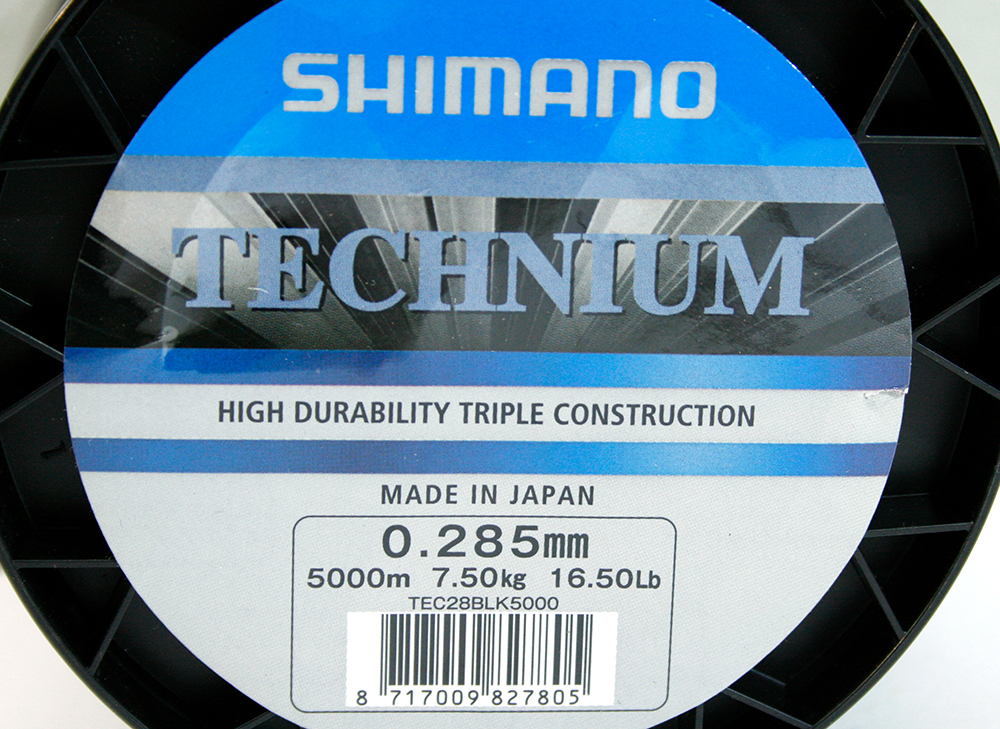 SHIMANO
TECHNIUM
HIGH DURABILITY TRIPLE CONSTRUCTION
MADE IN JAPAN
0.285mm
5000m 7.50kg 16.50Lb
TEC28BLK5000
8 717009 827805